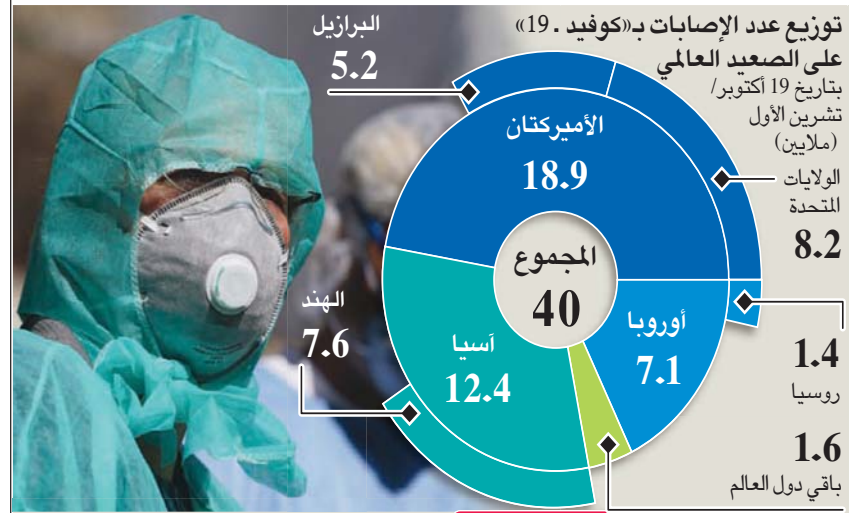 توزيع عدد الإصابات بـ«كوفيد ـ 19»
على الصعيد العالمي
بتاريخ 19 أكتوبر/
تشرين الأول
(ملايين)
البرازيل
5.2
الأميركتان
18.9
الولايات
المتحدة
8.2
المجموع
40
الهند
7.6
آسيا
12.4
أوروبا
7.1
1.4
روسيا
1.6
باقي دول العالم